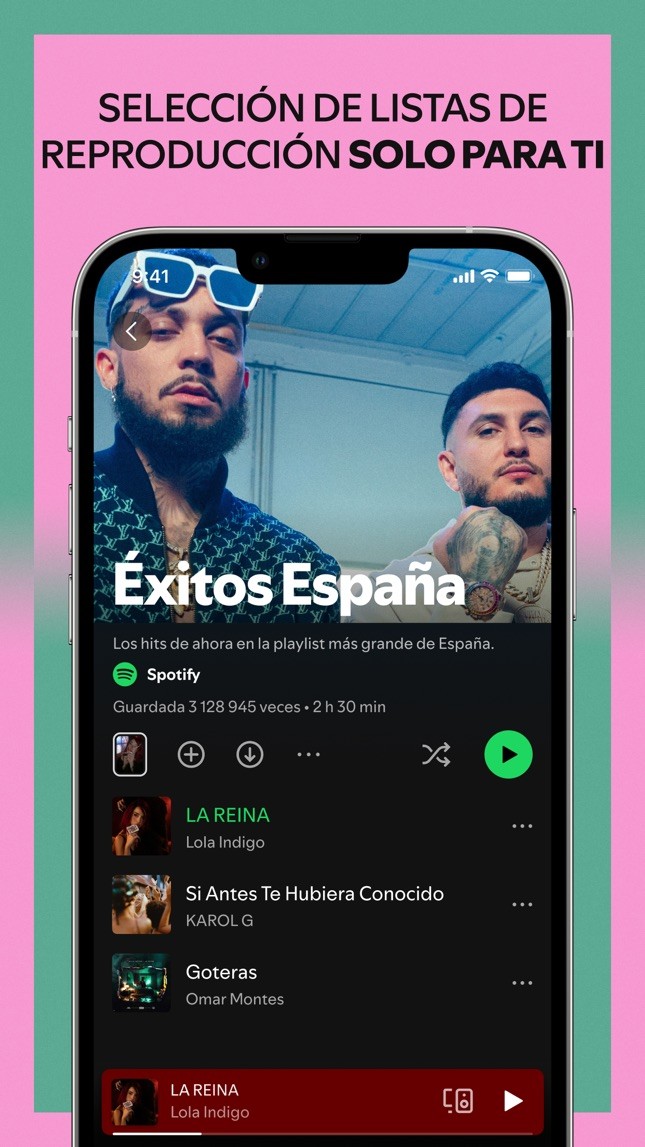 SELECCIÓN DE LISTAS DE
REPRODUCCIÓN SOLO PARA TI
9:41
Éxitos España
Los hits de ahora en la playlist más grande de España.
Spotify
Guardada 3 128 945 veces • 2 h 30 min
LA REINA
Lola Indigo
Si Antes Te Hubiera Conocido
KAROL G
Goteras
Omar Montes
LA REINA
Lola Indigo